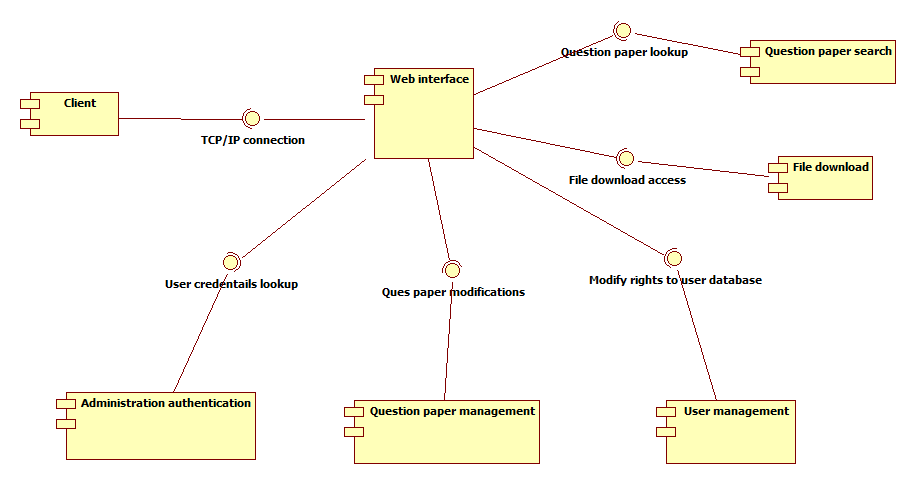 Question paper lookup
Question paper search
Web interface
Client
TCP/IP connection
File download access
File download
User credentails lookup
Ques paper modifications
Modify rights to user database
Administration authentication
Question paper management
User management